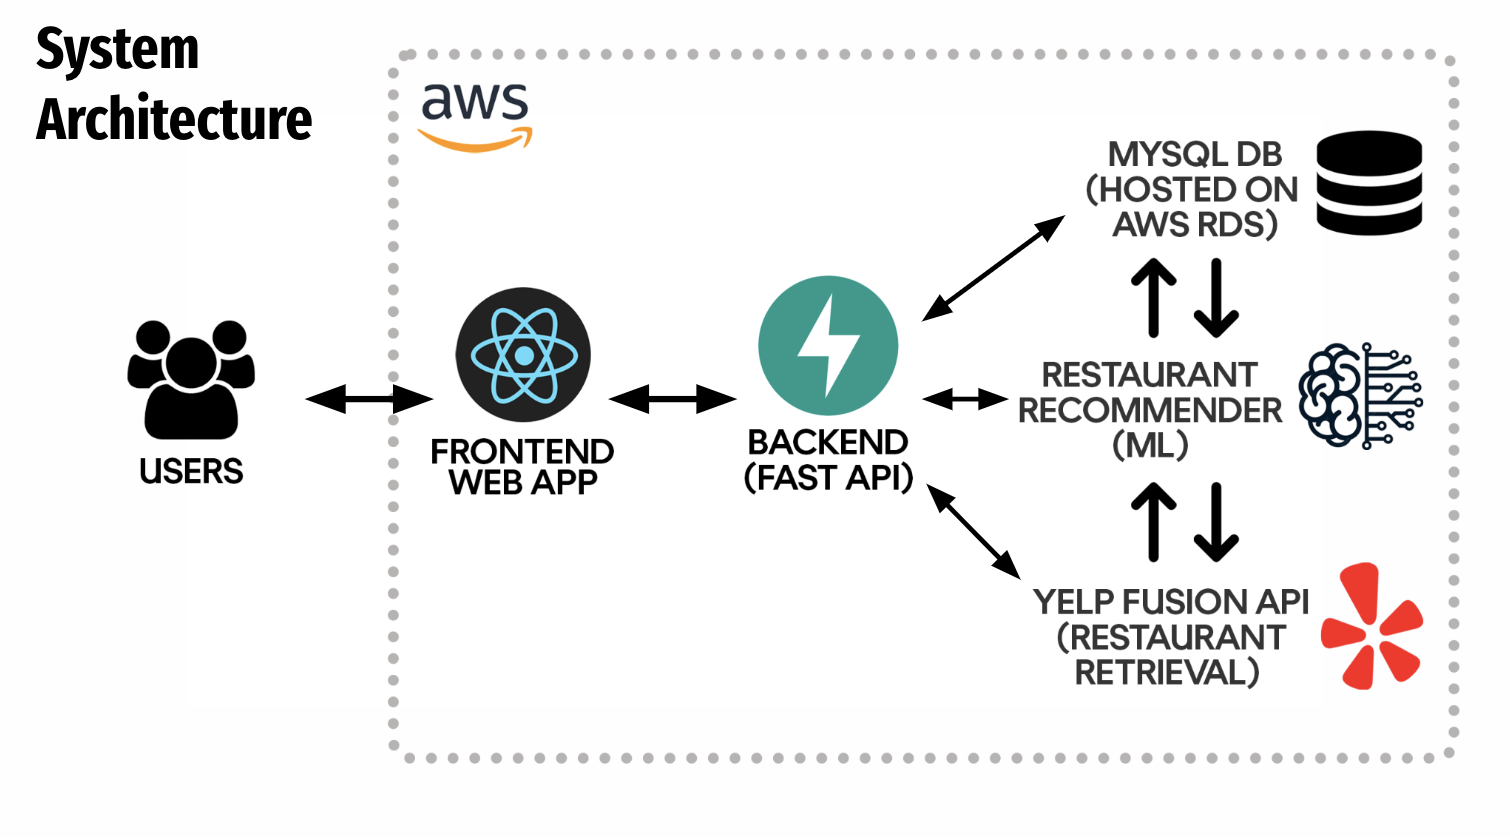 System
Architecture
aws
MYSQL DB
(HOSTED ON
AWS RDS)
RESTAURANT
RECOMMENDER
(ML)
YELP FUSION API
(RESTAURANT
RETRIEVAL)
BACKEND
(FAST API)
FRONTEND
WEB APP
USERS